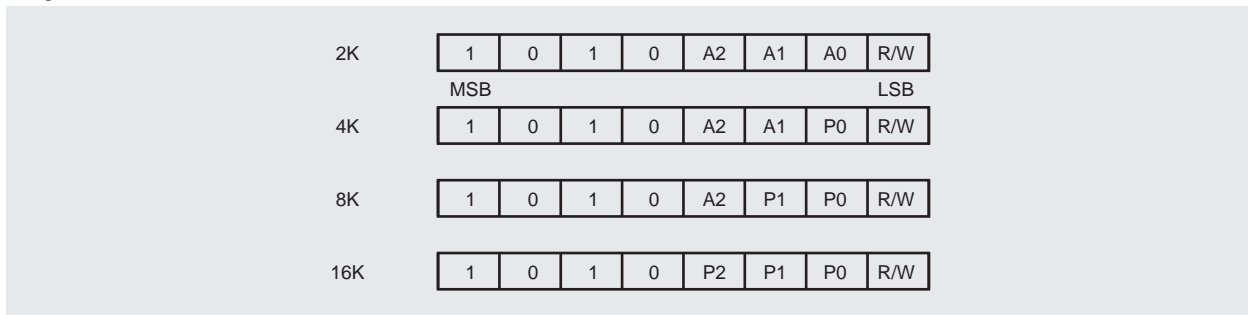 2K 1 0 1 0 A2 A1 A0 R/W
MSB LSB
4K 1 0 1 0 A2 A1 P0 R/W
8K 1 0 1 0 A2 P1 P0 R/W
16K 1 0 1 0 P2 P1 P0 R/W